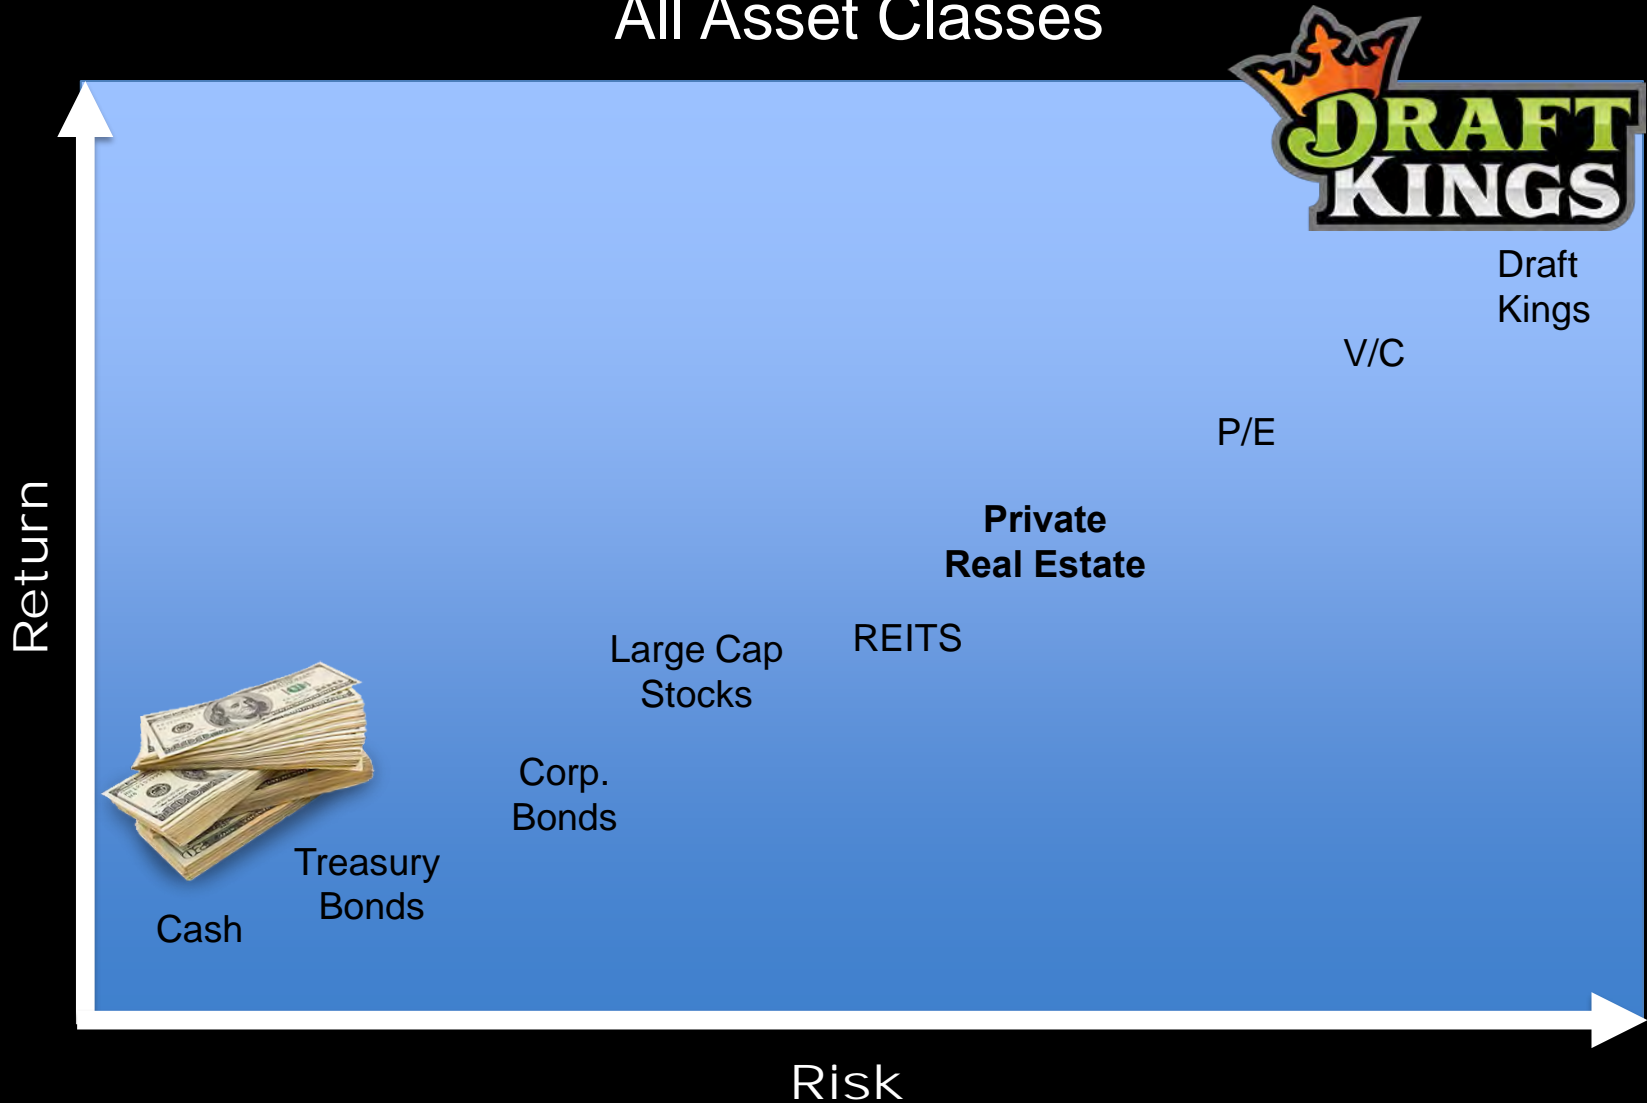 All Asset Classes
DRAFT
KINGS
Draft
Kings
V/C
P/E
Private
Real Estate
REITS
Large Cap
Stocks
Corp.
Bonds
Treasury
Bonds
Cash
Return
Risk